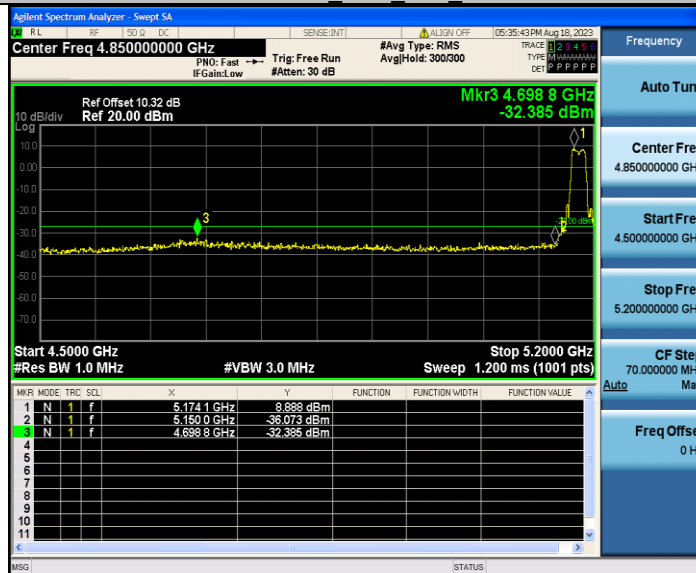 Agilent Spectrum Analyzer - Swept SA
RL RF 50 Ω DC SENSE:INT ALIGN OFF 05:35:43 PM Aug 18, 2023
Center Freq 4.850000000 GHz
PNO: Fast
IFGain:Low
Trig: Free Run
#Atten: 30 dB
#Avg Type: RMS
Avg|Hold: 300/300
TRACE 1 2 3 4 5 6
TYPE M
DET P P P P P P
Ref Offset 10.32 dB
10 dB/div Ref 20.00 dBm
Log
Mkr3 4.698 8 GHz
-32.385 dBm
10.0
0.00
-10.0
-20.0
-30.0
-40.0
-50.0
-60.0
-70.0
1
2
3
Start 4.5000 GHz Stop 5.2000 GHz
#Res BW 1.0 MHz #VBW 3.0 MHz Sweep 1.200 ms (1001 pts)
MKR MODE TRC SCL X Y FUNCTION FUNCTION WIDTH FUNCTION VALUE
1 N 1 f 5.174 1 GHz 8.888 dBm
2 N 1 f 5.150 0 GHz -36.073 dBm
3 N 1 f 4.698 8 GHz -32.385 dBm
4
5
6
7
8
9
10
11
MSG STATUS
Frequency
Auto Tun
Center Fre
4.850000000 GH
Start Fre
4.500000000 GH
Stop Fre
5.200000000 GH
CF Ste
70.000000 MH
Auto Ma
Freq Offse
0 H